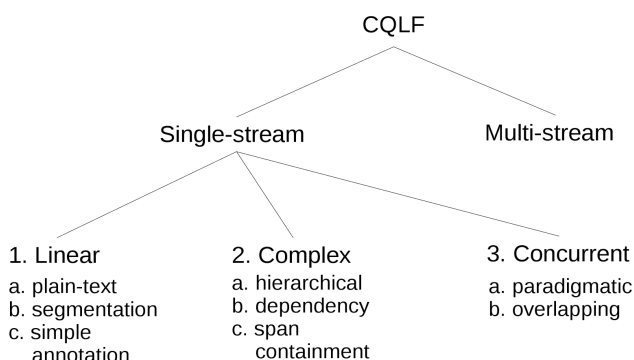 CQLF
Single-stream
Multi-stream
1. Linear
a. plain-text
b. segmentation
c. simple
annotation
2. Complex
a. hierarchical
b. dependency
c. span
containment
3. Concurrent
a. paradigmatic
b. overlapping